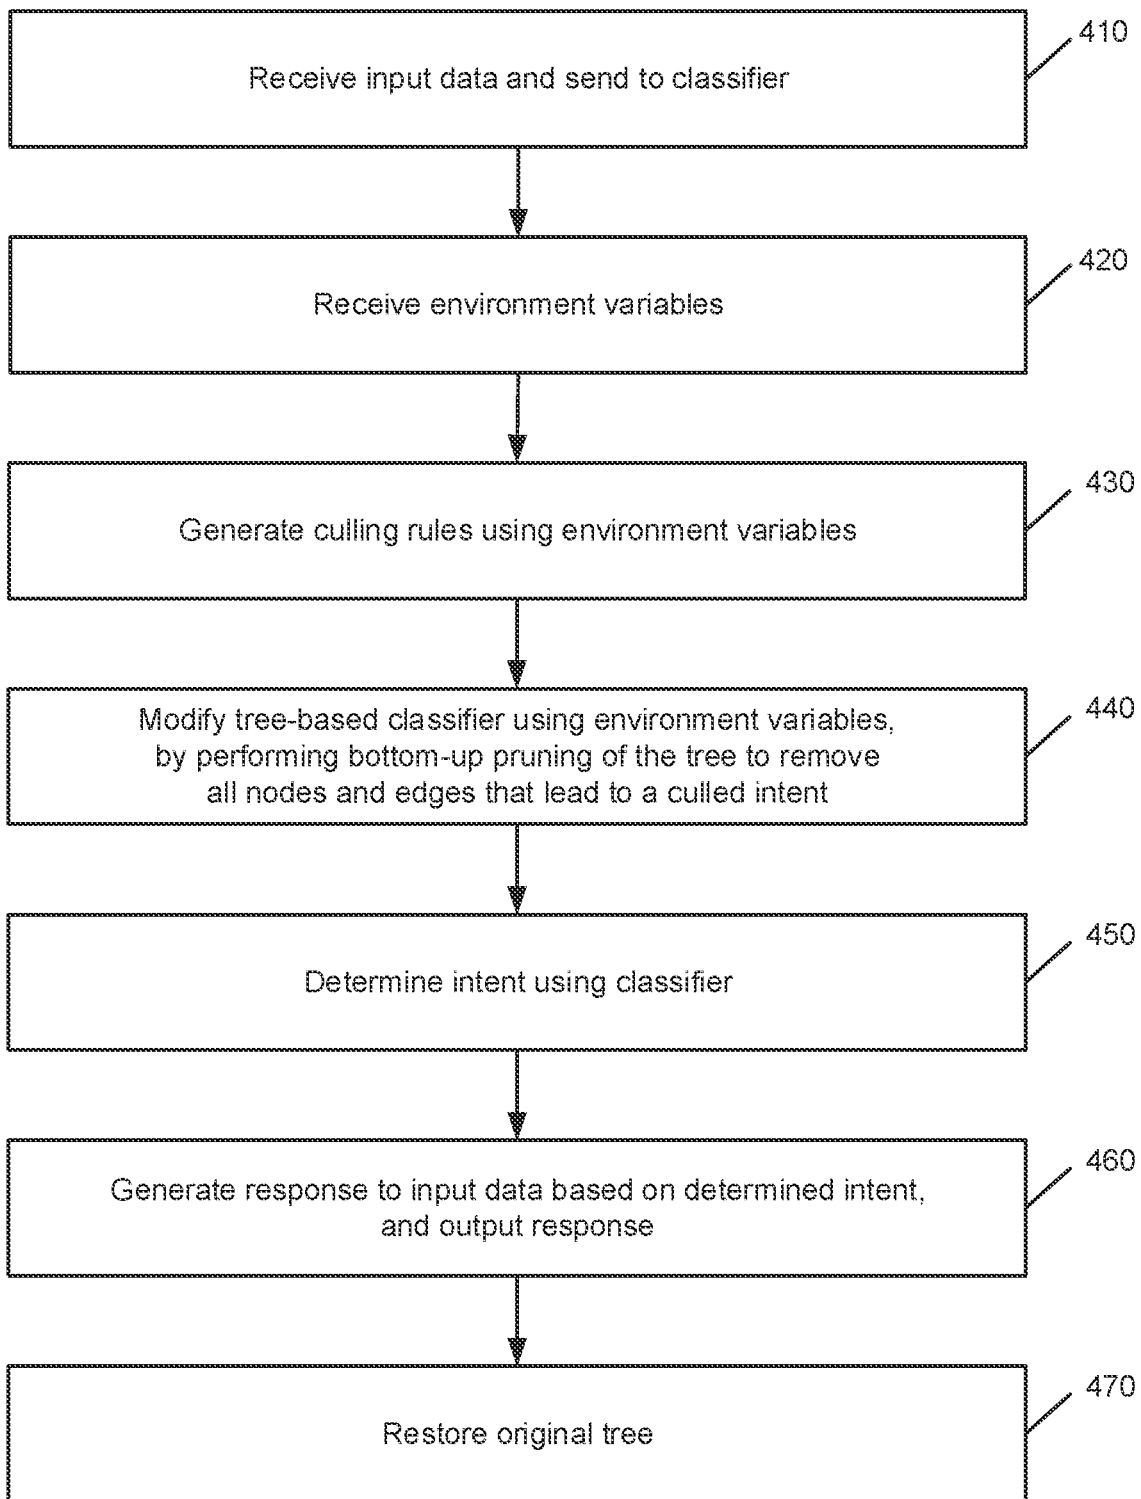 410
Receive input data and send to classifier
420
Receive environment variables
430
Generate culling rules using environment variables
440
Modify tree-based classifier using environment variables,
by performing bottom-up pruning of the tree to remove
all nodes and edges that lead to a culled intent
450
Determine intent using classifier
460
Generate response to input data based on determined intent,
and output response
470
Restore original tree